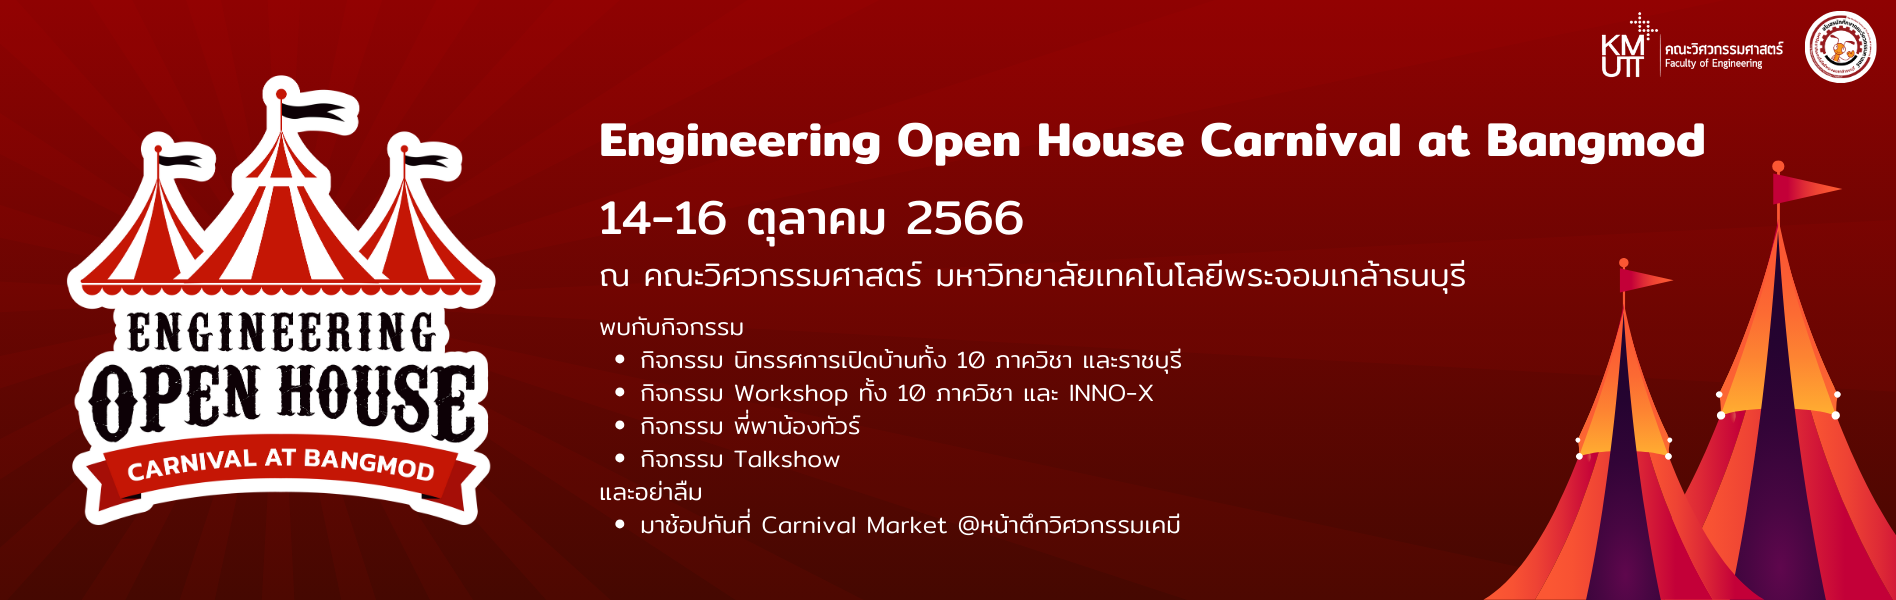 KM
UTT
คณะวิศวกรรมศาสตร์
Faculty of Engineering
ENGINEERING
OPEN HOUSE
CARNIVAL AT BANGMOD
Engineering Open House Carnival at Bangmod
14-16 ตุลาคม 2566
ณ คณะวิศวกรรมศาสตร์ มหาวิทยาลัยเทคโนโลยีพระจอมเกล้าธนบุรี
พบกับกิจกรรม
• กิจกรรม นิทรรศการเปิดบ้านทั้ง 10 ภาควิชา และราชบุรี
• กิจกรรม Workshop ทั้ง 10 ภาควิชา และ INNO-X
• กิจกรรม พี่พาน้องทัวร์
• กิจกรรม Talkshow
และอย่าลืม
• มาช้อปกันที่ Carnival Market @หน้าตึกวิศวกรรมเคมี